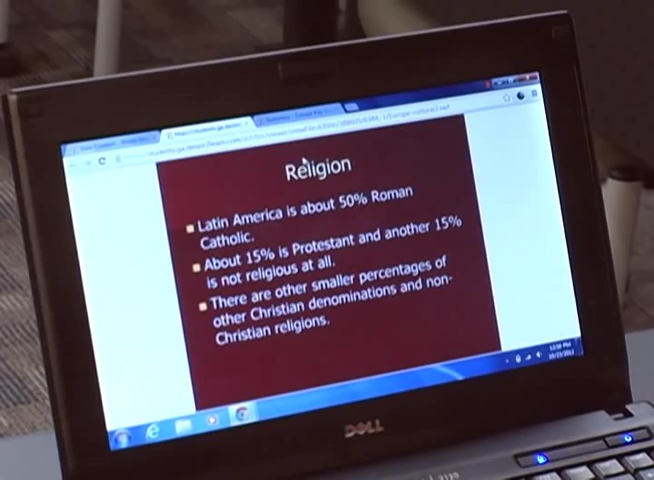 Religion
Latin America is about 50% Roman
Catholic.
About 15% is Protestant and another 15%
is not religious at all.
There are other smaller percentages of
other Christian denominations and non-
Christian religions.
DELL